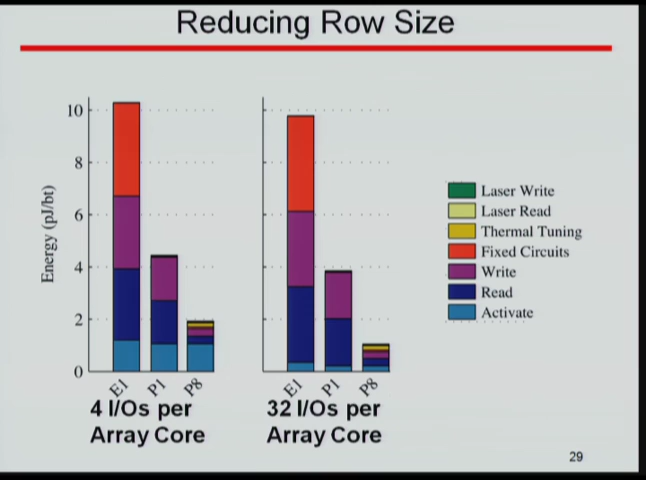 Reducing Row Size
Energy (pJ/bt)
10
8
6
4
2
0
E1 P1 P8
E1 P1 P8
4 I/Os per
Array Core
32 I/Os per
Array Core
Laser Write
Laser Read
Thermal Tuning
Fixed Circuits
Write
Read
Activate
29